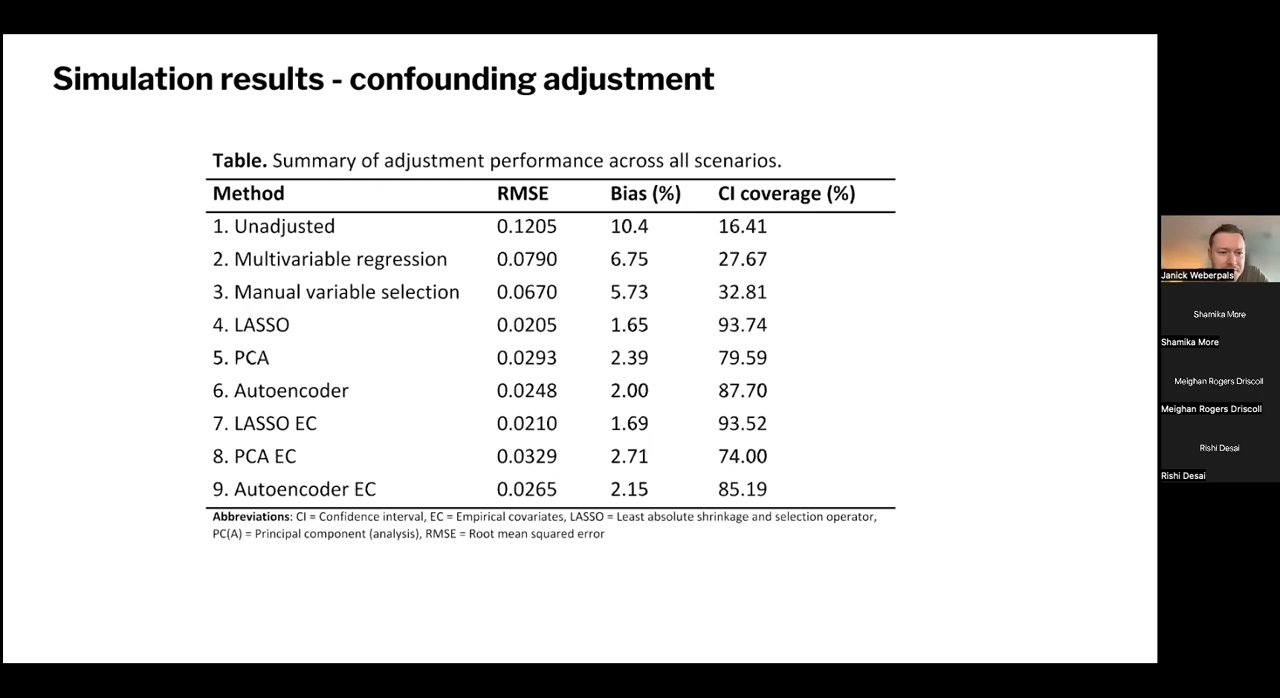 Simulation results - confounding adjustment
Table. Summary of adjustment performance across all scenarios.
Method RMSE Bias (%) CI coverage (%)
1. Unadjusted 0.1205 10.4 16.41
2. Multivariable regression 0.0790 6.75 27.67
3. Manual variable selection 0.0670 5.73 32.81
4. LASSO 0.0205 1.65 93.74
5. PCA 0.0293 2.39 79.59
6. Autoencoder 0.0248 2.00 87.70
7. LASSO EC 0.0210 1.69 93.52
8. PCA EC 0.0329 2.71 74.00
9. Autoencoder EC 0.0265 2.15 85.19
Abbreviations: CI = Confidence interval, EC = Empirical covariates, LASSO = Least absolute shrinkage and selection operator,
PC(A) = Principal component (analysis), RMSE = Root mean squared error
Janick Weberpals
Shamika More
Shamika More
Meighan Rogers Driscoll
Meighan Rogers Driscoll
Rishi Desai
Rishi Desai